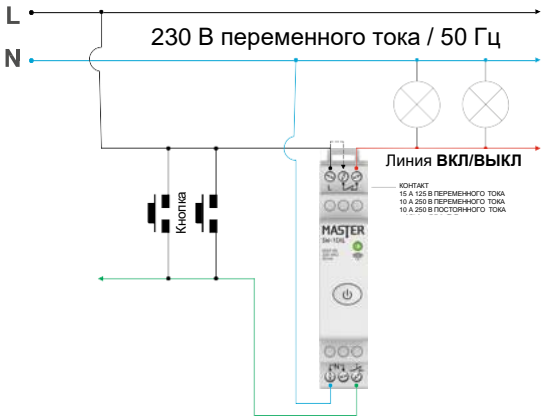 L
230 В переменного тока / 50 Гц
N
Линия ВКЛ/ВЫКЛ
КОНТАКТ
15 А 125 В ПЕРЕМЕННОГО ТОКА
10 А 250 В ПЕРЕМЕННОГО ТОКА
10 А 250 В ПОСТОЯННОГО ТОКА
Кнопка
L
MASTER
SW-10XL
N